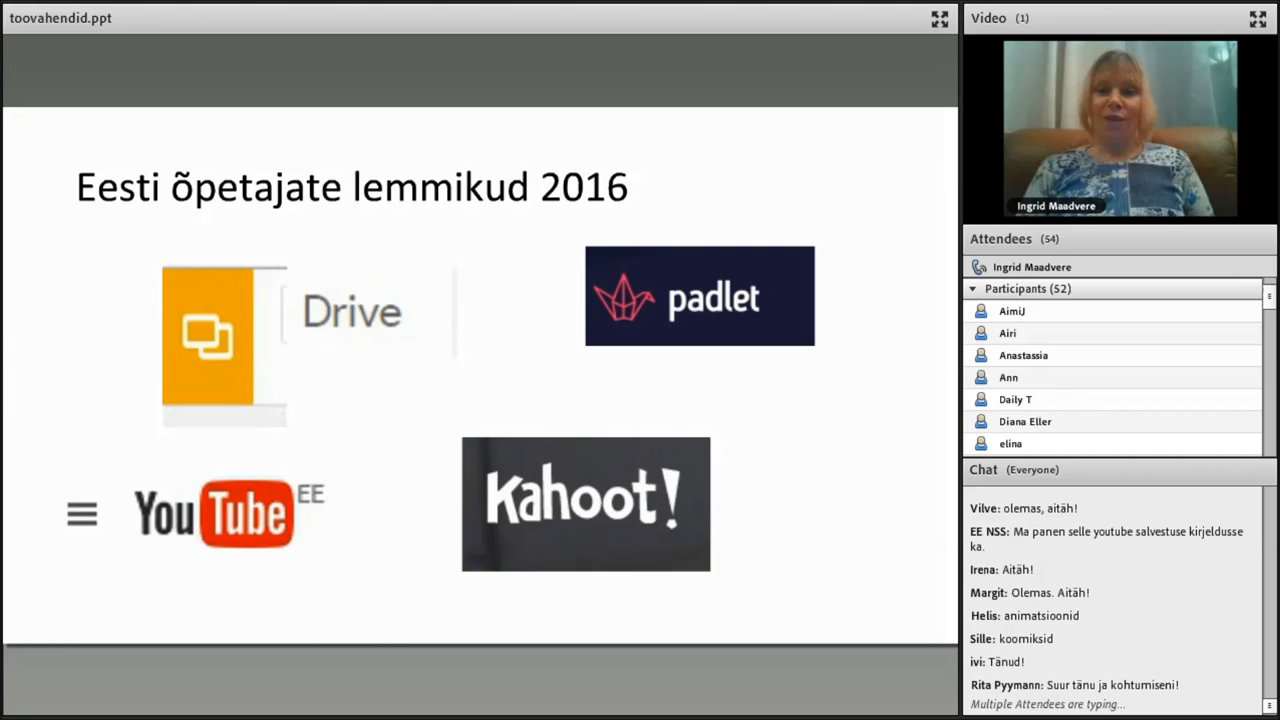 toovahendid.ppt
Eesti õpetajate lemmikud 2016
Drive
padlet
YouTube EE
Kahoot!
Video (1)
Ingrid Maadvere
Attendees (54)
Ingrid Maadvere
Participants (52)
AimiJ
Airi
Anastassia
Ann
Daily T
Diana Eller
elina
Chat (Everyone)
Vilve: olemas, aitäh!
EE NSS: Ma panen selle youtube salvestuse kirjeldusse
ka.
Irena: Aitäh!
Margit: Olemas. Aitäh!
Helis: animatsioonid
Sille: koomiksid
ivi: Tänud!
Rita Pyymann: Suur tänu ja kohtumiseni!
Multiple Attendees are typing...